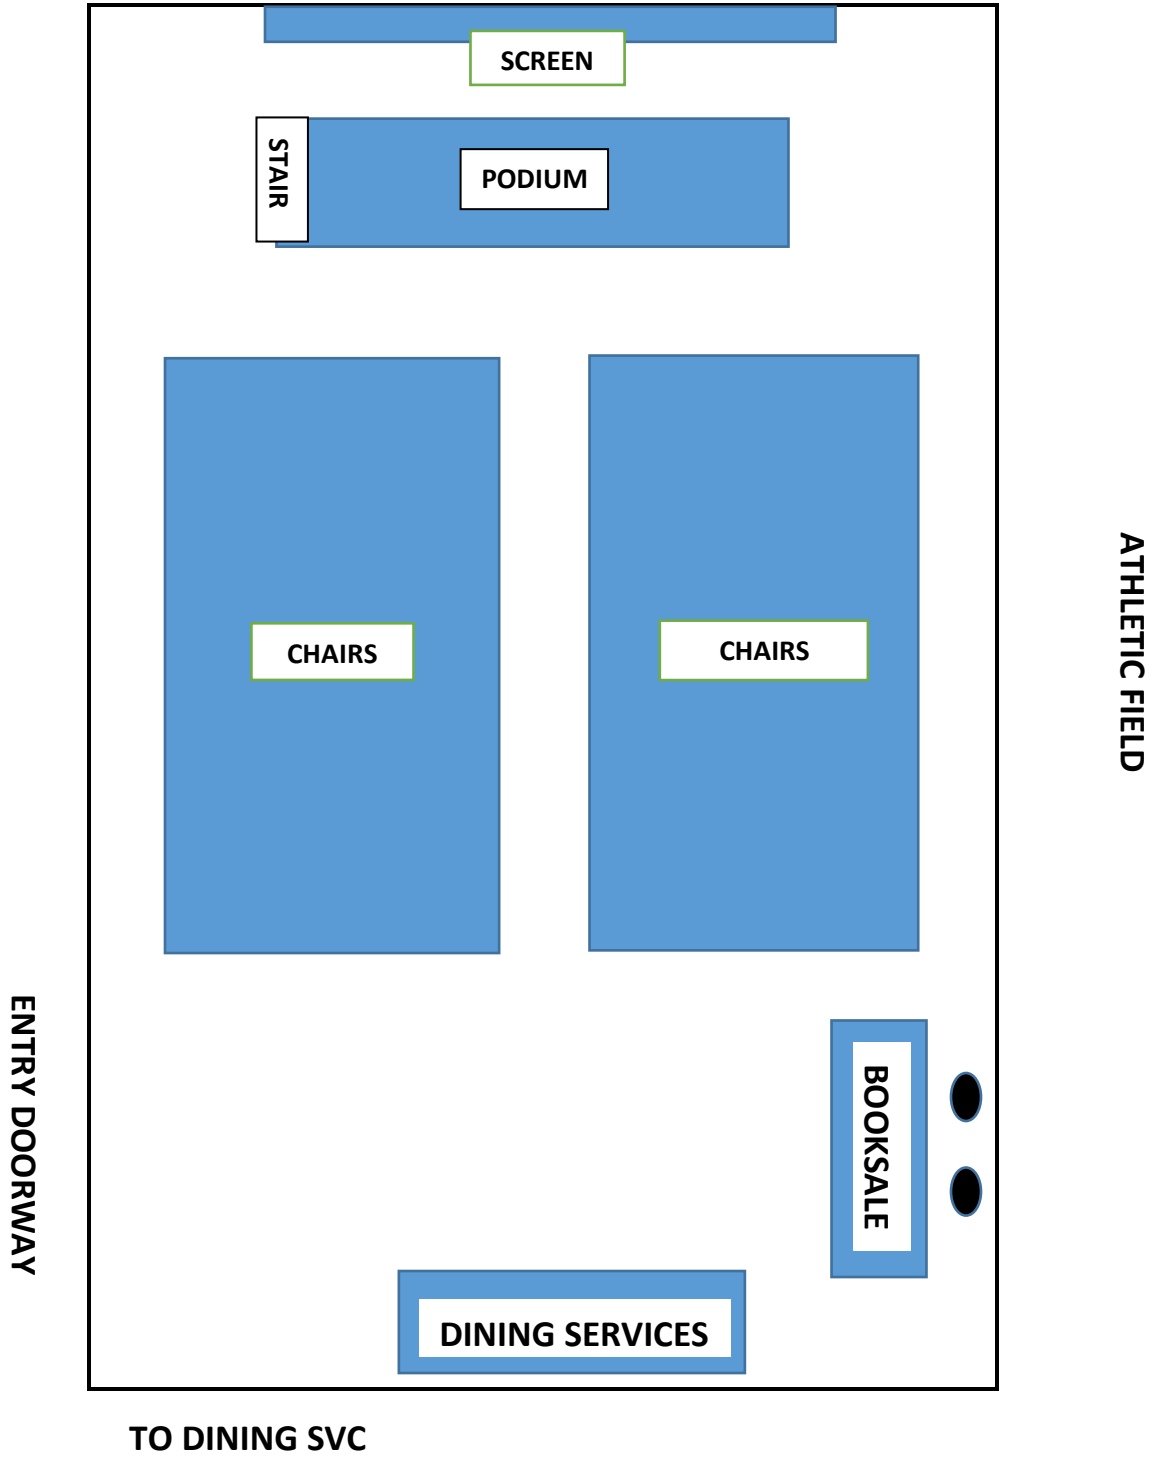 SCREEN
STAIR
PODIUM
CHAIRS
CHAIRS
ATHLETIC FIELD
ENTRY DOORWAY
BOOKSALE
DINING SERVICES
TO DINING SVC